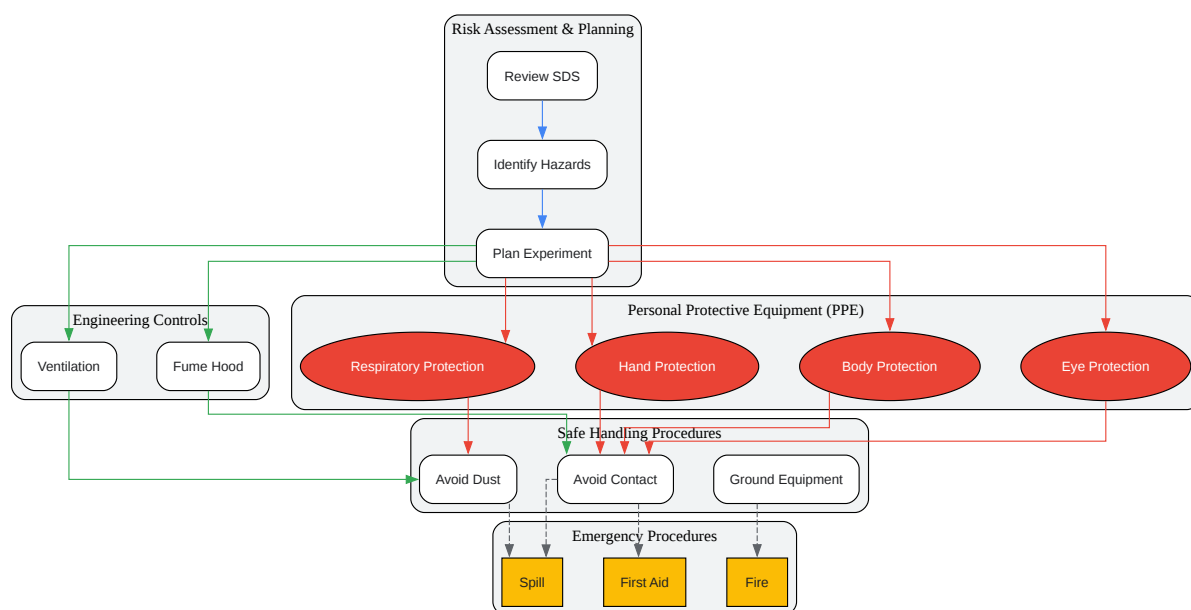 Risk Assessment & Planning
Review SDS
Identify Hazards
Plan Experiment
Engineering Controls
Ventilation
Fume Hood
Personal Protective Equipment (PPE)
Respiratory Protection
Hand Protection
Body Protection
Eye Protection
Safe Handling Procedures
Avoid Dust
Avoid Contact
Ground Equipment
Emergency Procedures
Spill
First Aid
Fire